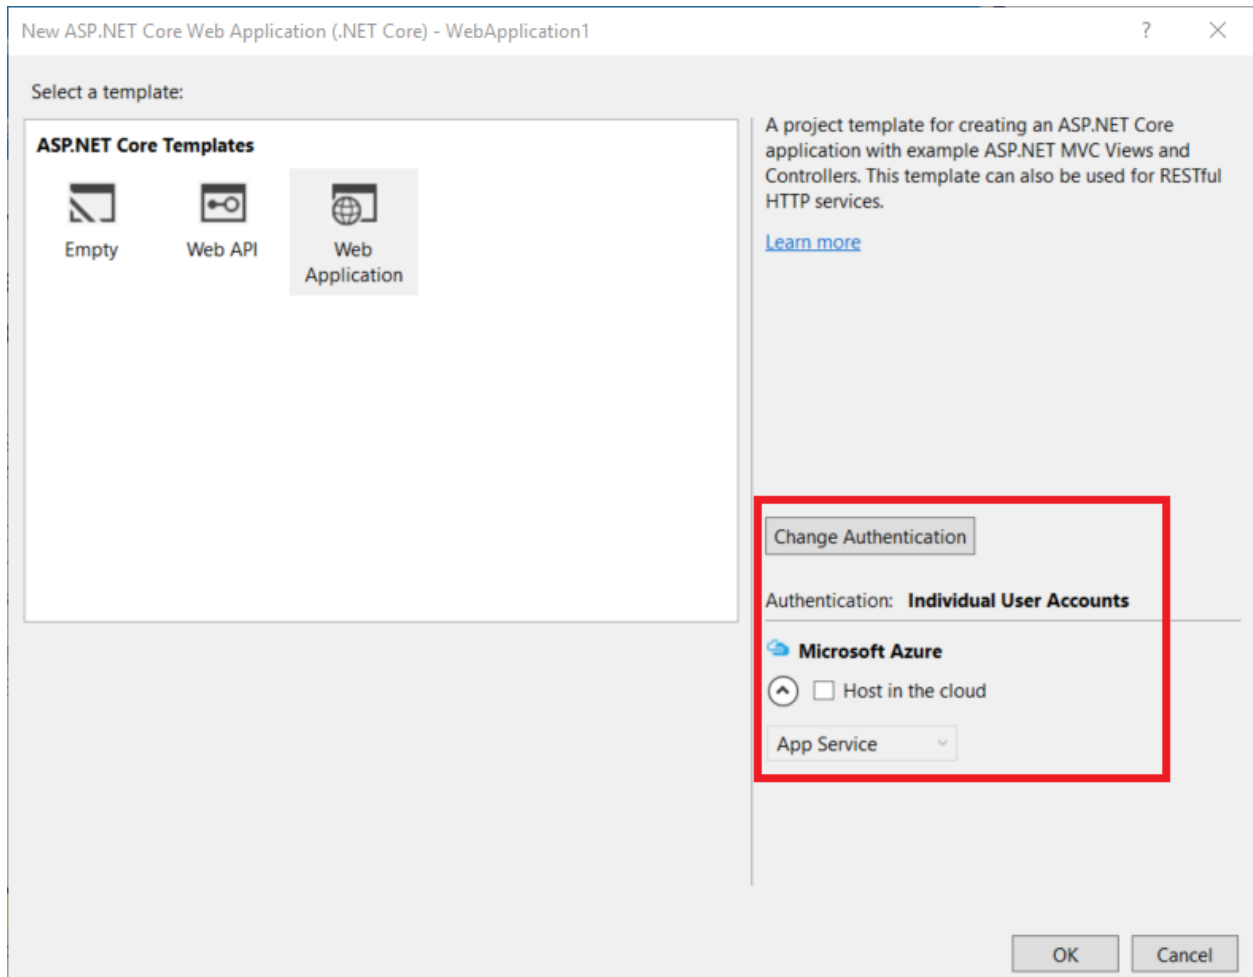 New ASP.NET Core Web Application (.NET Core) - WebApplication1
Select a template:
ASP.NET Core Templates
Empty
Web API
Web
Application
A project template for creating an ASP.NET Core
application with example ASP.NET MVC Views and
Controllers. This template can also be used for RESTful
HTTP services.
Learn more
Change Authentication
Authentication: Individual User Accounts
Microsoft Azure
Host in the cloud
App Service
OK
Cancel